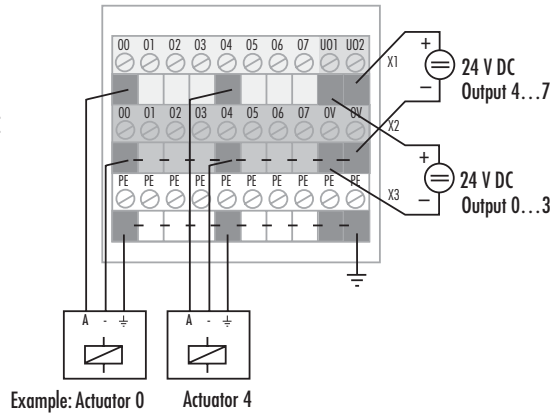 00 01 02 03 04 05 06 07 UO1 UO2
X1
+
24 V DC
Output 4...7
–
00 01 02 03 04 05 06 07 0V 0V
X2
+
24 V DC
Output 0...3
–
PE PE PE PE PE PE PE PE PE PE
X3
A -
A -
Example: Actuator 0
Actuator 4